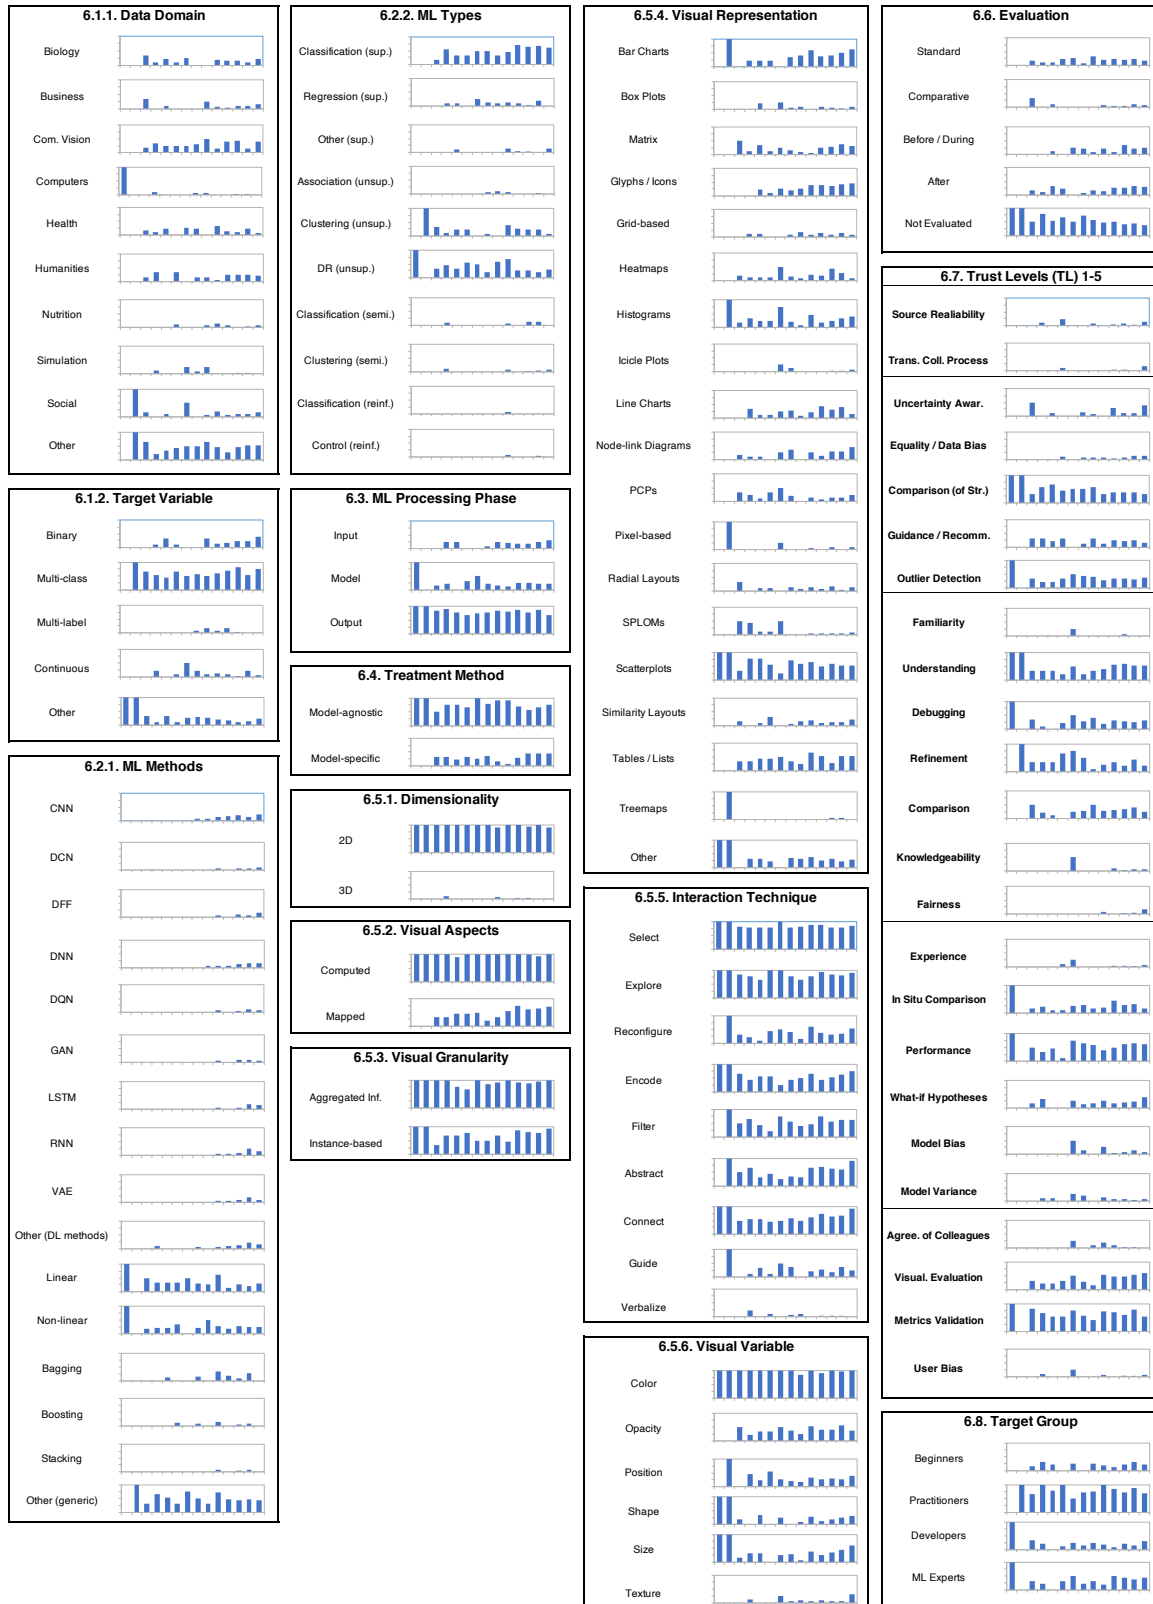 6.1.1. Data Domain
Biology
Business
Com. Vision
Computers
Health
Humanities
Nutrition
Simulation
Social
Other
6.1.2. Target Variable
Binary
Multi-class
Multi-label
Continuous
Other
6.2.1. ML Methods
CNN
DCN
DFF
DNN
DQN
GAN
LSTM
RNN
VAE
Other (DL methods)
Linear
Non-linear
Bagging
Boosting
Stacking
Other (generic)
6.2.2. ML Types
Classification (sup.)
Regression (sup.)
Other (sup.)
Association (unsup.)
Clustering (unsup.)
DR (unsup.)
Classification (semi.)
Clustering (semi.)
Classification (reinf.)
Control (reinf.)
6.3. ML Processing Phase
Input
Model
Output
6.4. Treatment Method
Model-agnostic
Model-specific
6.5.1. Dimensionality
2D
3D
6.5.2. Visual Aspects
Computed
Mapped
6.5.3. Visual Granularity
Aggregated Inf.
Instance-based
6.5.4. Visual Representation
Bar Charts
Box Plots
Matrix
Glyphs / Icons
Grid-based
Heatmaps
Histograms
Icicle Plots
Line Charts
Node-link Diagrams
PCPs
Pixel-based
Radial Layouts
SPLOMs
Scatterplots
Similarity Layouts
Tables / Lists
Treemaps
Other
6.5.5. Interaction Technique
Select
Explore
Reconfigure
Encode
Filter
Abstract
Connect
Guide
Verbalize
6.5.6. Visual Variable
Color
Opacity
Position
Shape
Size
Texture
6.6. Evaluation
Standard
Comparative
Before / During
After
Not Evaluated
6.7. Trust Levels (TL) 1-5
Source Realiability
Trans. Coll. Process
Uncertainty Awar.
Equality / Data Bias
Comparison (of Str.)
Guidance / Recomm.
Outlier Detection
Familiarity
Understanding
Debugging
Refinement
Comparison
Knowledgeability
Fairness
Experience
In Situ Comparison
Performance
What-if Hypotheses
Model Bias
Model Variance
Agree. of Colleagues
Visual. Evaluation
Metrics Validation
User Bias
6.8. Target Group
Beginners
Practitioners
Developers
ML Experts